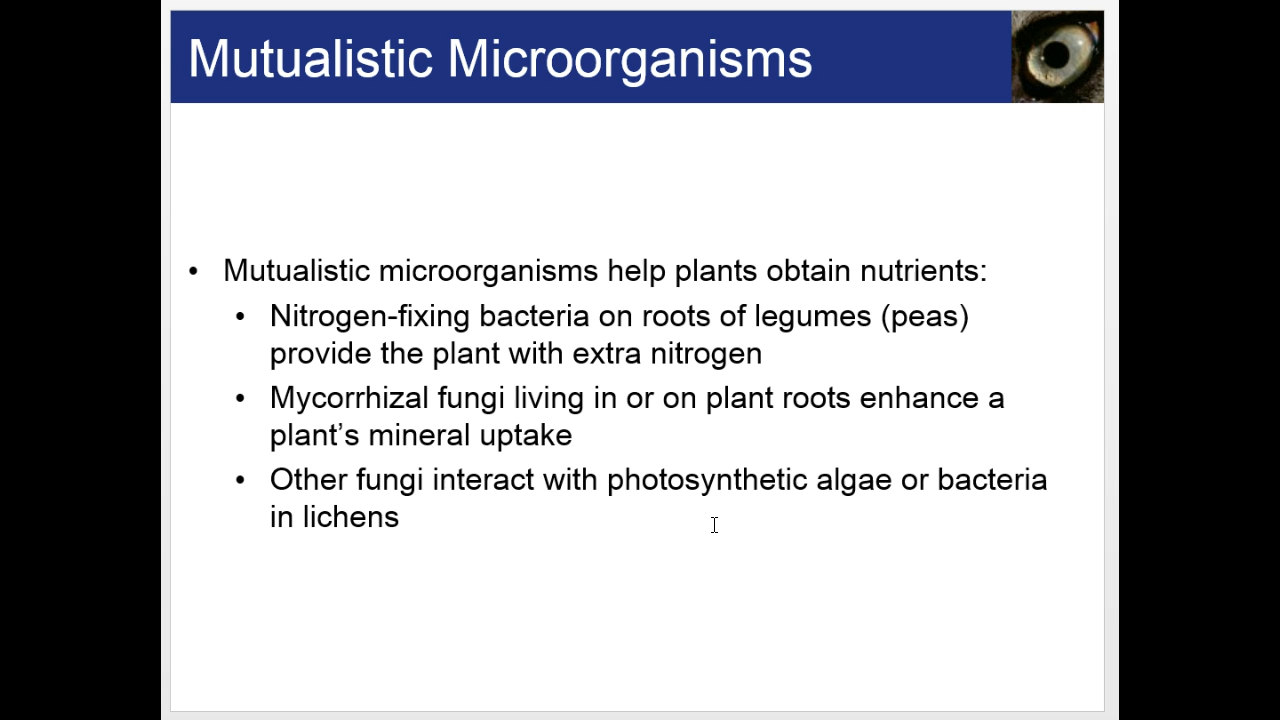 Mutualistic Microorganisms
• Mutualistic microorganisms help plants obtain nutrients:
• Nitrogen-fixing bacteria on roots of legumes (peas)
provide the plant with extra nitrogen
• Mycorrhizal fungi living in or on plant roots enhance a
plant’s mineral uptake
• Other fungi interact with photosynthetic algae or bacteria
in lichens